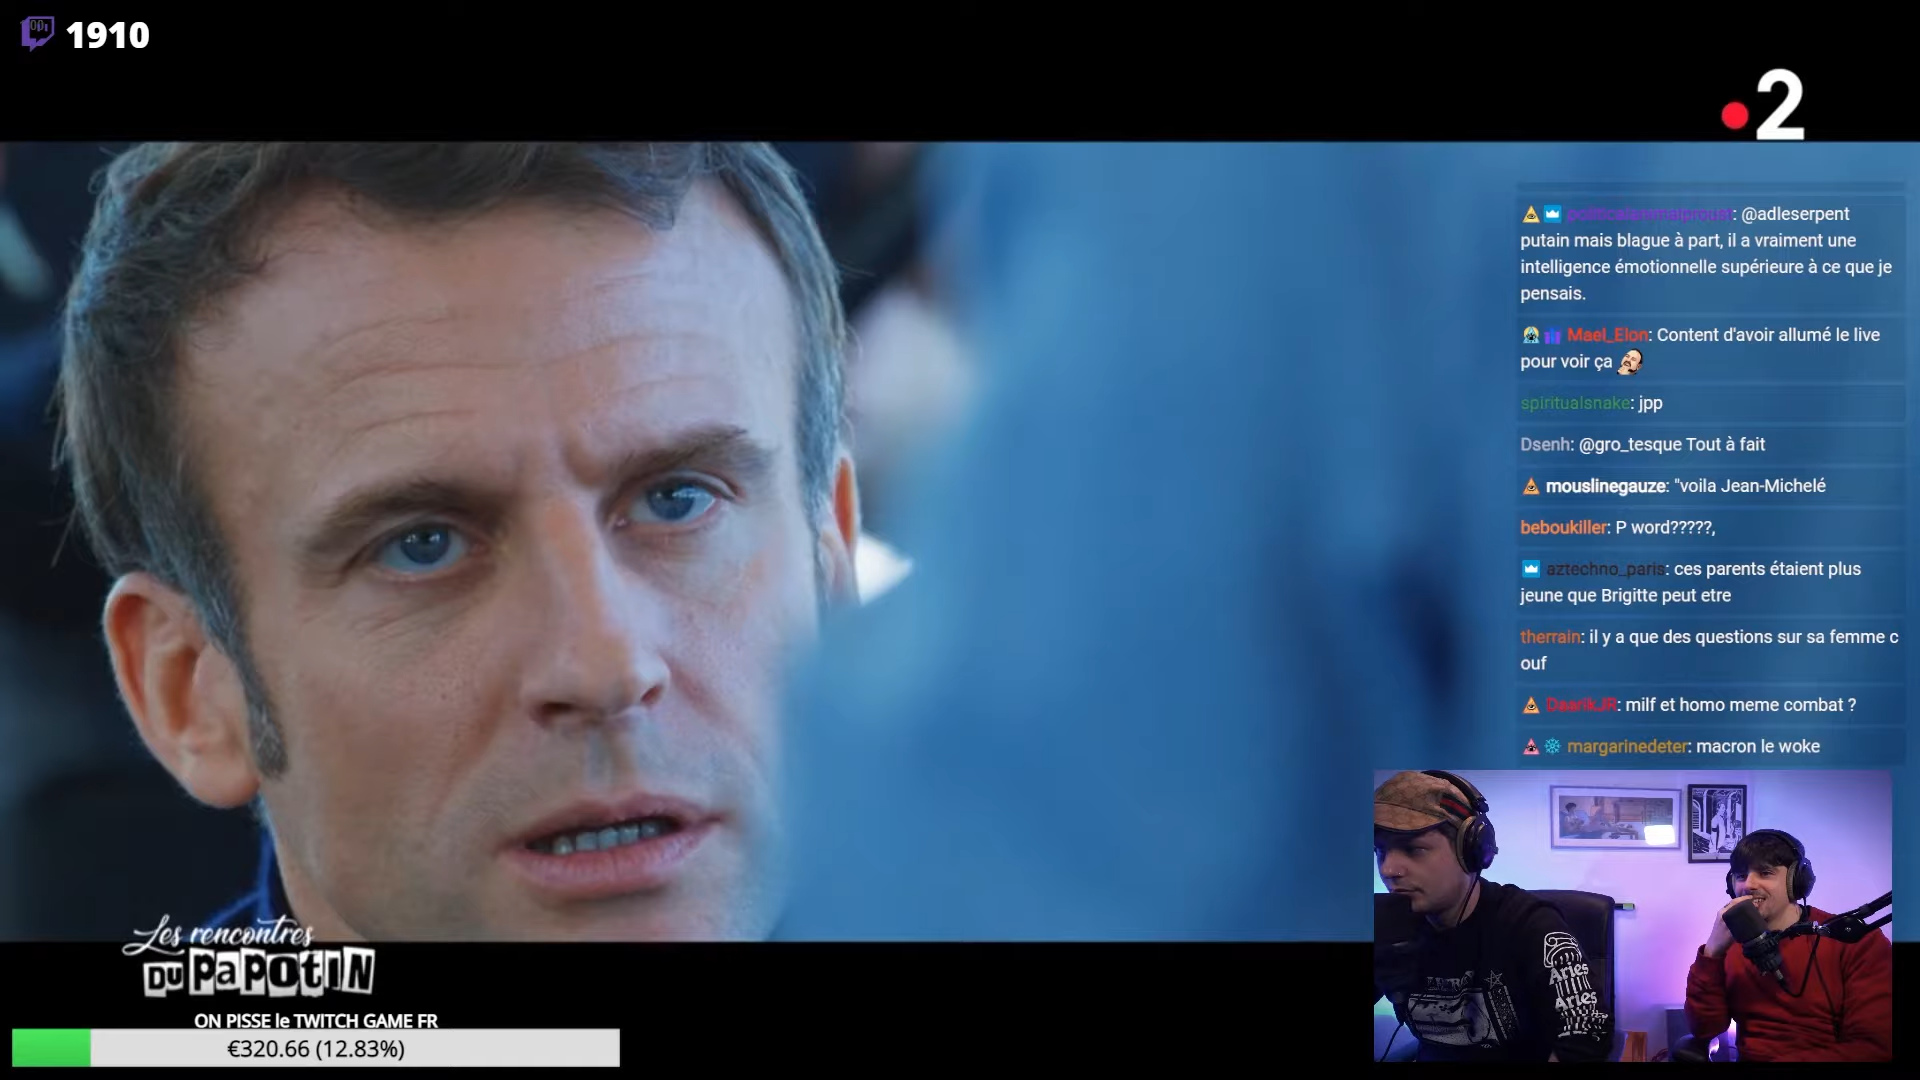 1910
2
politicalanimalproust: @adleserpent
putain mais blague à part, il a vraiment une
intelligence émotionnelle supérieure à ce que je
pensais.
Mael_Elon: Content d'avoir allumé le live
pour voir ça
spiritualsnake: jpp
Dsenh: @gro_tesque Tout à fait
mouslinegauze: "voila Jean-Michelé
beboukiller: P word?????,
aztechno_paris: ces parents étaient plus
jeune que Brigitte peut etre
therrain: il y a que des questions sur sa femme c
ouf
DaarikJR: milf et homo meme combat ?
margarinedeter: macron le woke
Aries
Aries
Les rencontres
DU PaPOtIN
ON PISSE le TWITCH GAME FR
€320.66 (12.83%)